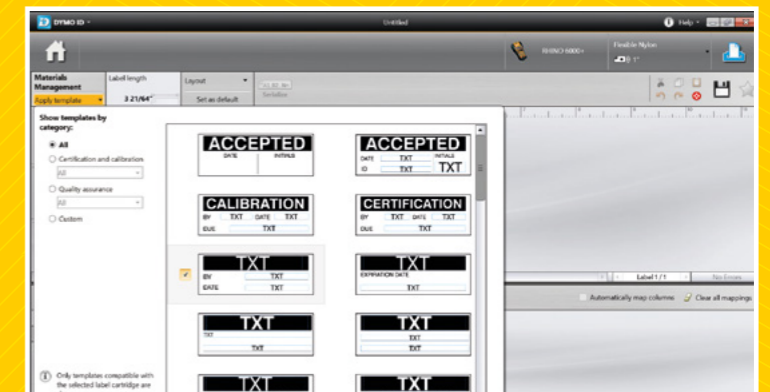 DYMO ID
Untitled
Help
RHINO 6000+
Flexible Nylon
1"
Materials Management
Apply template
Label length
3 21/64"
Layout
Set as default
Serialize
Show templates by
category:
All
Certification and calibration
All
Quality assurance
All
Custom
ACCEPTED
DATE INITIALS
ACCEPTED
DATE TXT INITIALS
ID TXT TXT
CALIBRATION
BY TXT DATE TXT
DUE TXT
CERTIFICATION
BY TXT DATE TXT
DUE TXT
TXT
BY TXT
DATE TXT
TXT
EXPIRATION DATE
TXT
TXT
TXT
TXT
TXT
TXT
TXT
TXT
TXT
Only templates compatible with
the selected label cartridge are
Label 1 / 1
No Errors
Automatically map columns
Clear all mappings